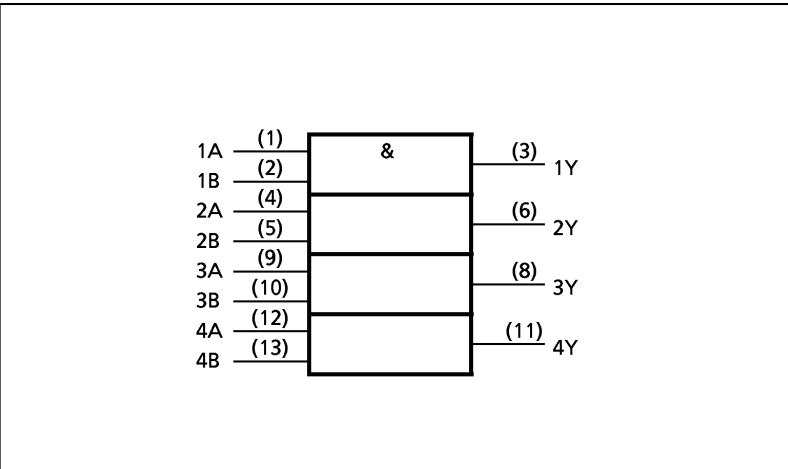 1A (1) & (3) 1Y
1B (2)
2A (4) (6) 2Y
2B (5)
3A (9) (8) 3Y
3B (10)
4A (12) (11) 4Y
4B (13)